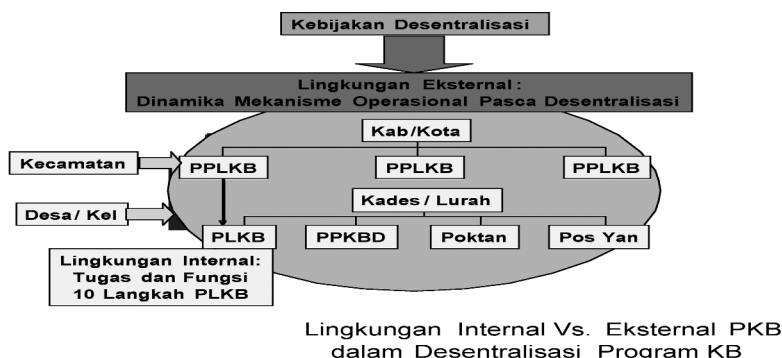 Kebijakan Desentralisasi
Lingkungan Eksternal:
Dinamika Mekanisme Operasional Pasca Desentralisasi
Kab/Kota
Kecamatan
PPLKB
PPLKB
PPLKB
Kades/ Lurah
Desa/ Kel
PLKB
PPKBD
Poktan
Pos Yan
Lingkungan Internal:
Tugas dan Fungsi
10 Langkah PLKB
Lingkungan Internal Vs. Eksternal PKB
dalam Desentralisasi Program KB